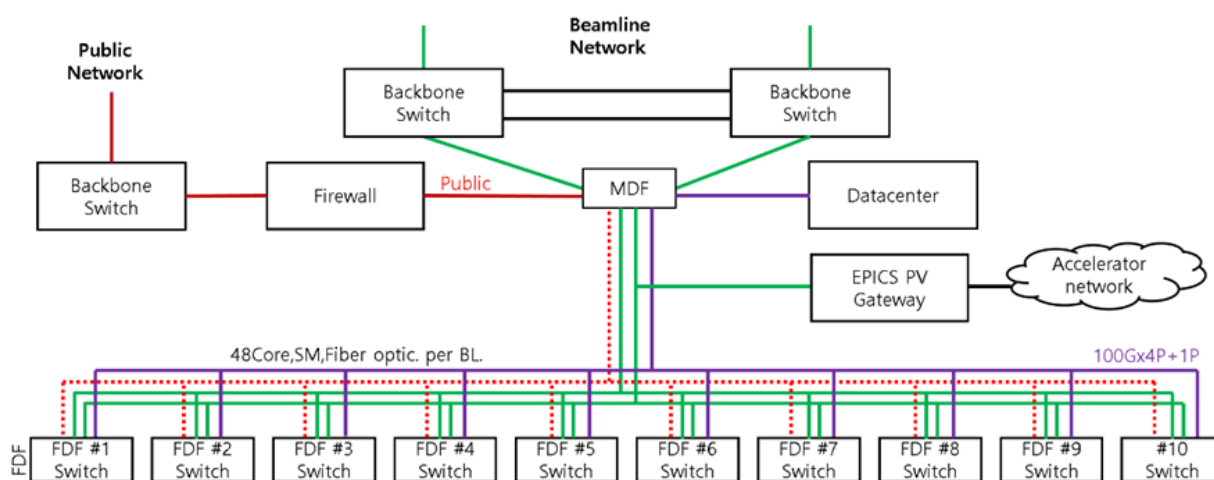 Beamline
Network
Public
Network
Backbone
Switch
Backbone
Switch
Backbone
Switch
Firewall
Public
MDF
Datacenter
EPICS PV
Gateway
Accelerator
network
48Core,SM,Fiber optic. per BL.
100Gx4P+1P
FDF
FDF #1
Switch
FDF #2
Switch
FDF #3
Switch
FDF #4
Switch
FDF #5
Switch
FDF #6
Switch
FDF #7
Switch
FDF #8
Switch
FDF #9
Switch
#10
Switch